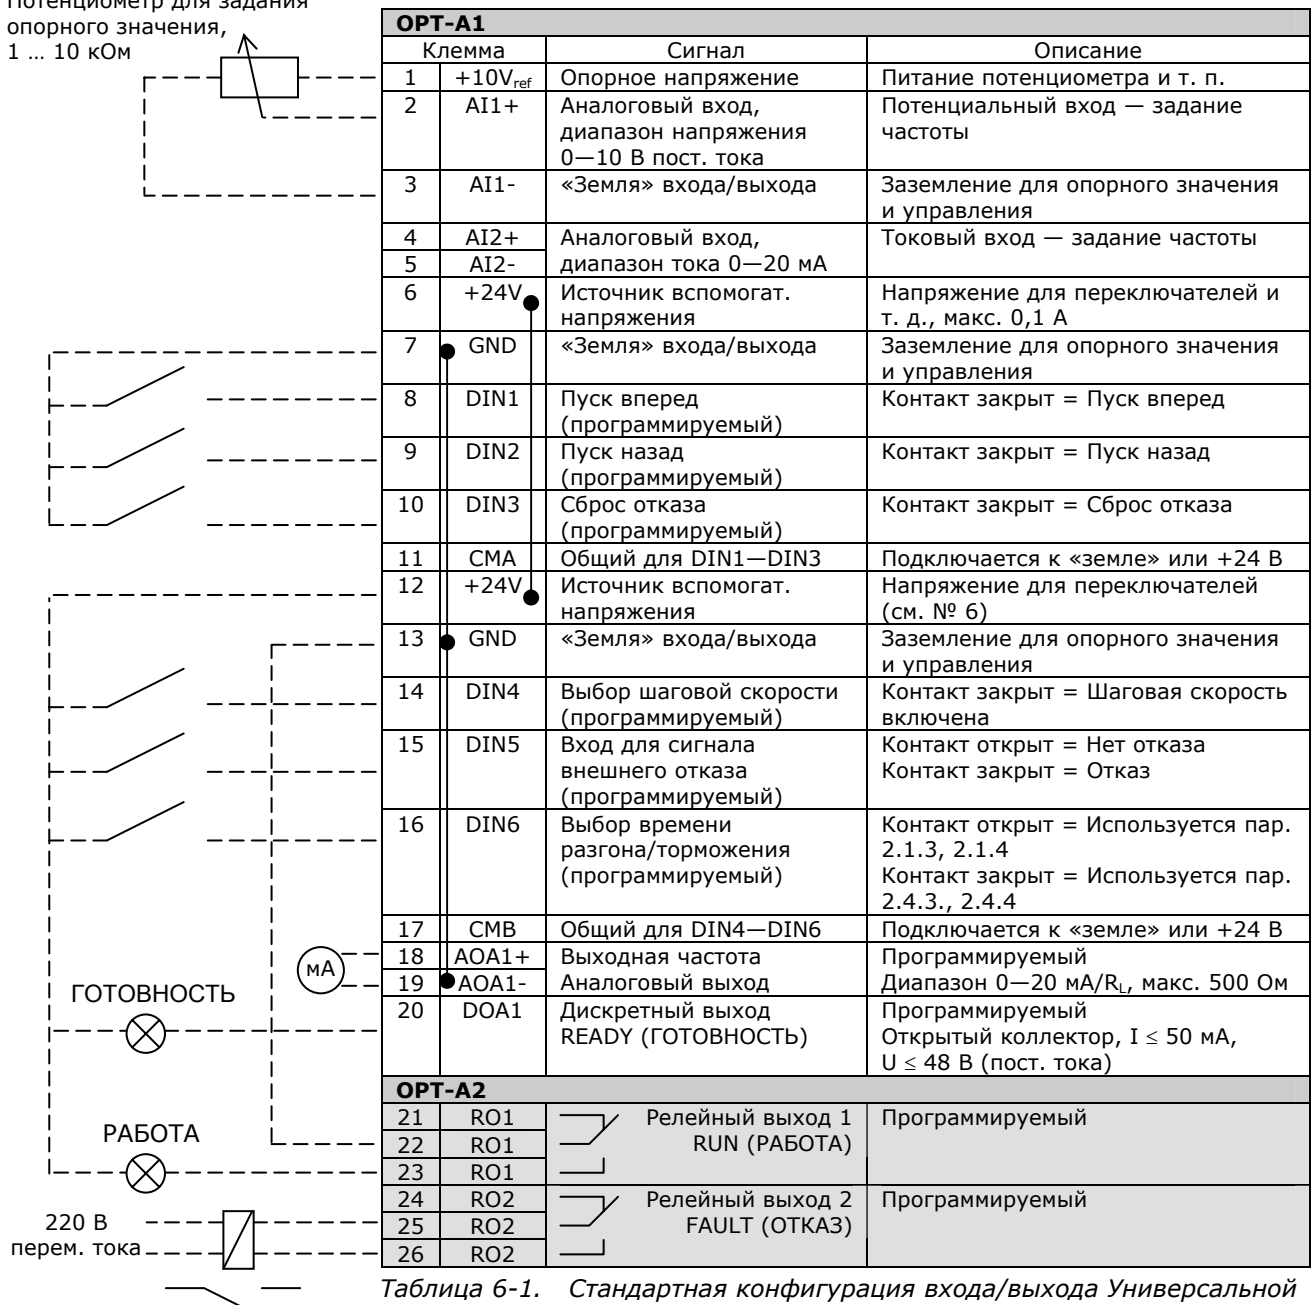 Потенциометр для задания
опорного значения,
1 … 10 кОм
OPT-A1
Клемма Сигнал Описание
1 +10Vref Опорное напряжение Питание потенциометра и т. п.
2 AI1+ Аналоговый вход, Потенциальный вход — задание
диапазон напряжения частоты
0—10 В пост. тока
3 AI1- «Земля» входа/выхода Заземление для опорного значения
и управления
4 AI2+ Аналоговый вход, Токовый вход — задание частоты
5 AI2- диапазон тока 0—20 мА
6 +24V Источник вспомогат. Напряжение для переключателей и
напряжения т. д., макс. 0,1 А
7 GND «Земля» входа/выхода Заземление для опорного значения
и управления
8 DIN1 Пуск вперед Контакт закрыт = Пуск вперед
(программируемый)
9 DIN2 Пуск назад Контакт закрыт = Пуск назад
(программируемый)
10 DIN3 Сброс отказа Контакт закрыт = Сброс отказа
(программируемый)
11 CMA Общий для DIN1—DIN3 Подключается к «земле» или +24 В
12 +24V Источник вспомогат. Напряжение для переключателей
напряжения (см. № 6)
13 GND «Земля» входа/выхода Заземление для опорного значения
и управления
14 DIN4 Выбор шаговой скорости Контакт закрыт = Шаговая скорость
(программируемый) включена
15 DIN5 Вход для сигнала Контакт открыт = Нет отказа
внешнего отказа Контакт закрыт = Отказ
(программируемый)
16 DIN6 Выбор времени Контакт открыт = Используется пар.
разгона/торможения 2.1.3, 2.1.4
(программируемый) Контакт закрыт = Используется пар.
2.4.3., 2.4.4
17 CMB Общий для DIN4—DIN6 Подключается к «земле» или +24 В
мА 18 AOA1+ Выходная частота Программируемый
19 AOA1- Аналоговый выход Диапазон 0—20 мА/RL, макс. 500 Ом
ГОТОВНОСТЬ
20 DOA1 Дискретный выход Программируемый
READY (ГОТОВНОСТЬ) Открытый коллектор, I ≤ 50 мА,
U ≤ 48 В (пост. тока)
OPT-A2
21 RO1 Релейный выход 1 Программируемый
РАБОТА
22 RO1 RUN (РАБОТА)
23 RO1
24 RO2 Релейный выход 2 Программируемый
220 В
25 RO2 FAULT (ОТКАЗ)
перем. тока
26 RO2
Таблица 6-1. Стандартная конфигурация входа/выхода Универсальной